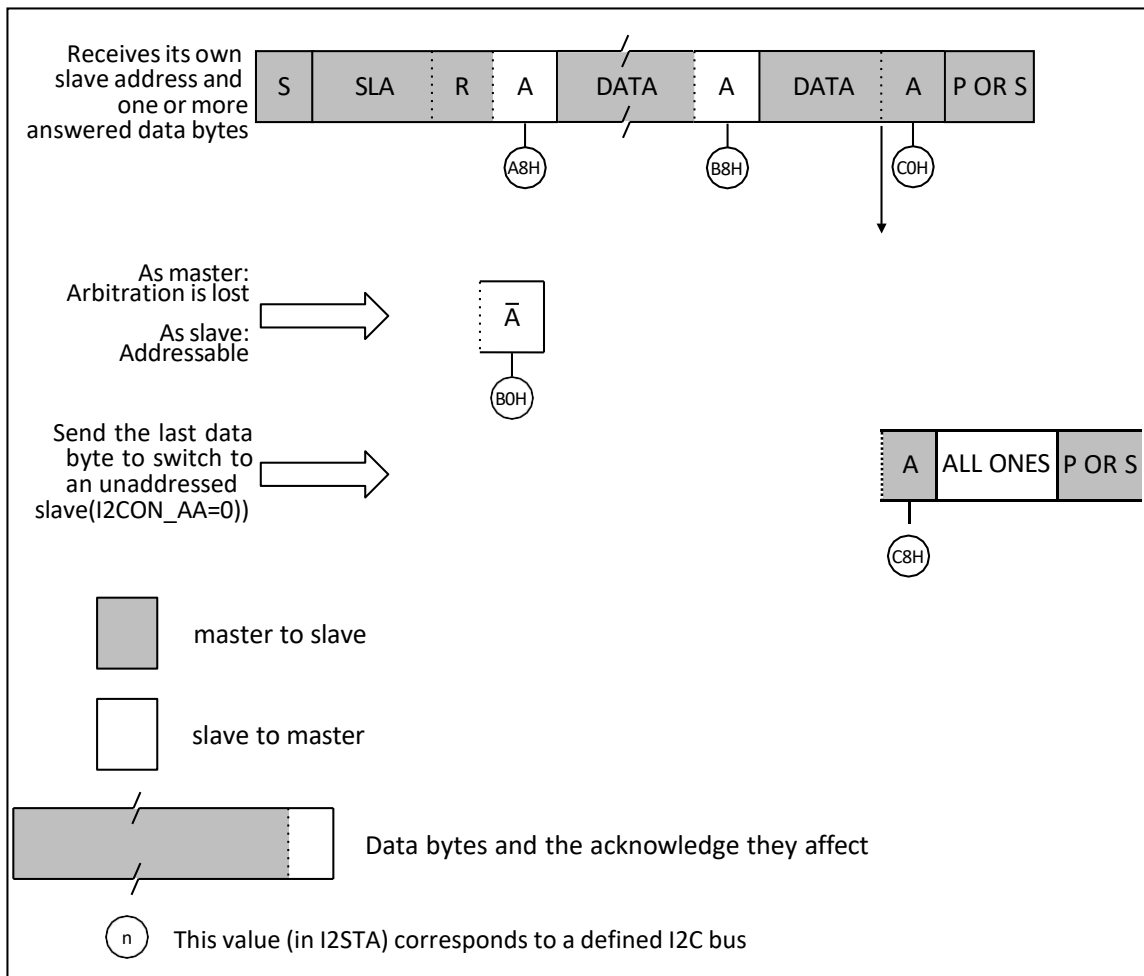 Receives its own
slave address and
one or more
answered data bytes
S SLA R A DATA A DATA A P OR S
A8H B8H C0H
As master:
Arbitration is lost
As slave:
Addressable
Ā
B0H
Send the last data
byte to switch to
an unaddressed
slave(I2CON_AA=0))
A ALL ONES P OR S
C8H
master to slave
slave to master
Data bytes and the acknowledge they affect
n This value (in I2STA) corresponds to a defined I2C bus